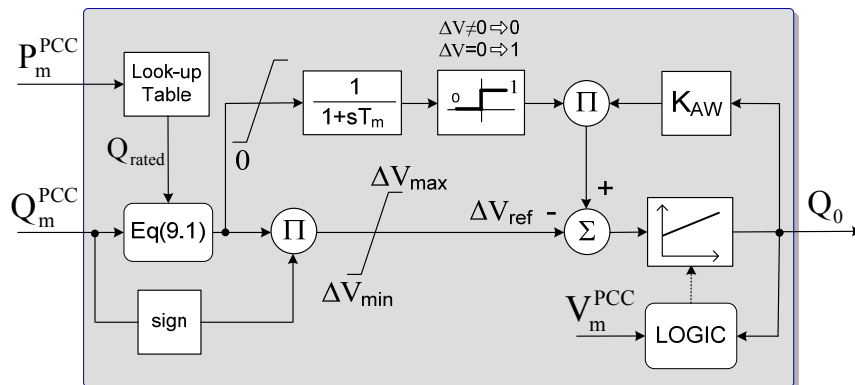 ΔV≠0⇨0
ΔV=0⇨1
P_m^PCC
Look-up
Table
1
1+sT_m
0
1
Π
K_AW
0
Q_rated
ΔV_max
+
Q_m^PCC
Eq(9.1)
Π
ΔV_ref
-
Σ
Q_0
ΔV_min
sign
V_m^PCC
LOGIC